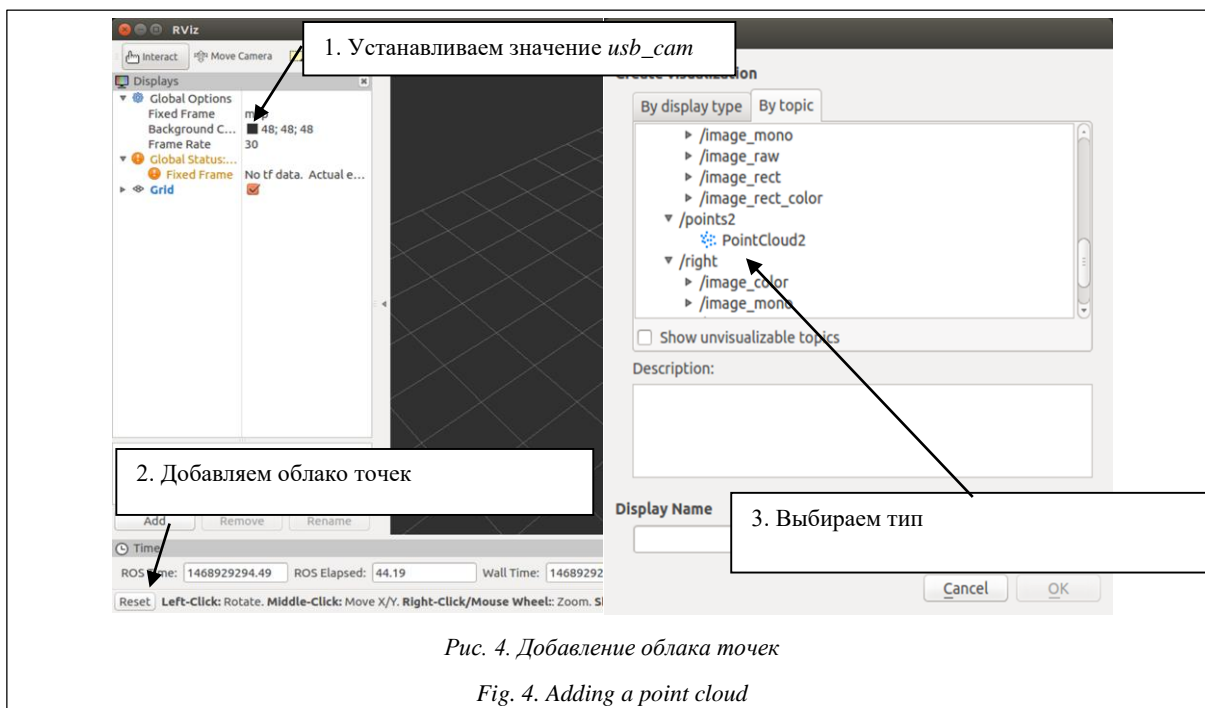 RViz
1. Устанавливаем значение usb_cam
Interact Move Camera
Displays
Global Options
Fixed Frame
Background C... 48; 48; 48
Frame Rate 30
Global Status:...
Fixed Frame No tf data. Actual e...
Grid
By display type By topic
/image_mono
/image_raw
/image_rect
/image_rect_color
/points2
PointCloud2
/right
/image_color
/image_mono
Show unvisualizable topics
Description:
2. Добавляем облако точек
Add Remove Rename
Display Name
3. Выбираем тип
Time
ROS Time: 1468929294.49 ROS Elapsed: 44.19 Wall Time: 14689292
Reset Left-Click: Rotate. Middle-Click: Move X/Y. Right-Click/Mouse Wheel:: Zoom.
Cancel OK
Рис. 4. Добавление облака точек
Fig. 4. Adding a point cloud